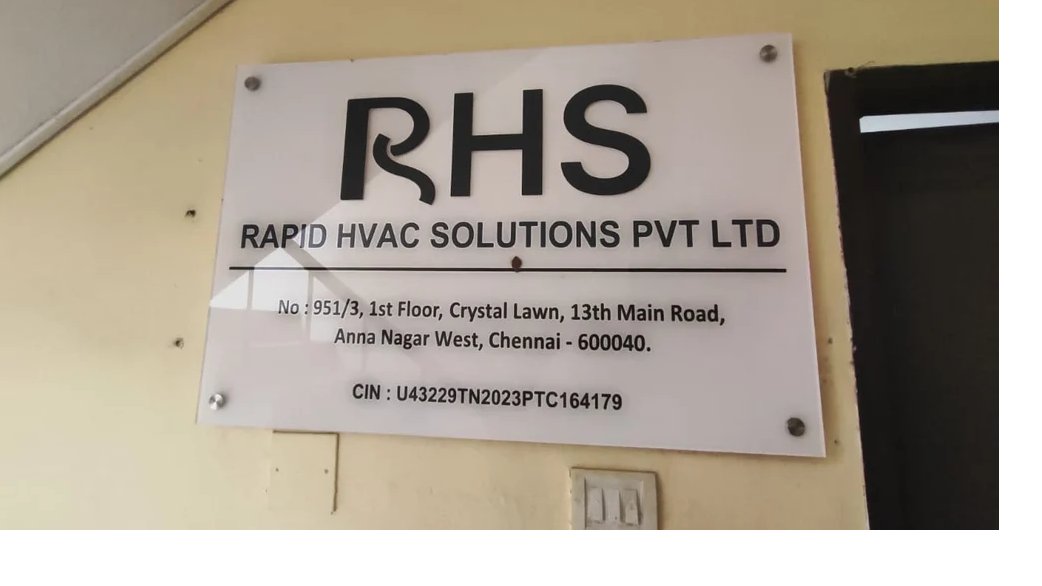 RHS
RAPID HVAC SOLUTIONS PVT LTD
No : 951/3, 1st Floor, Crystal Lawn, 13th Main Road,
Anna Nagar West, Chennai - 600040.
CIN : U43229TN2023PTC164179